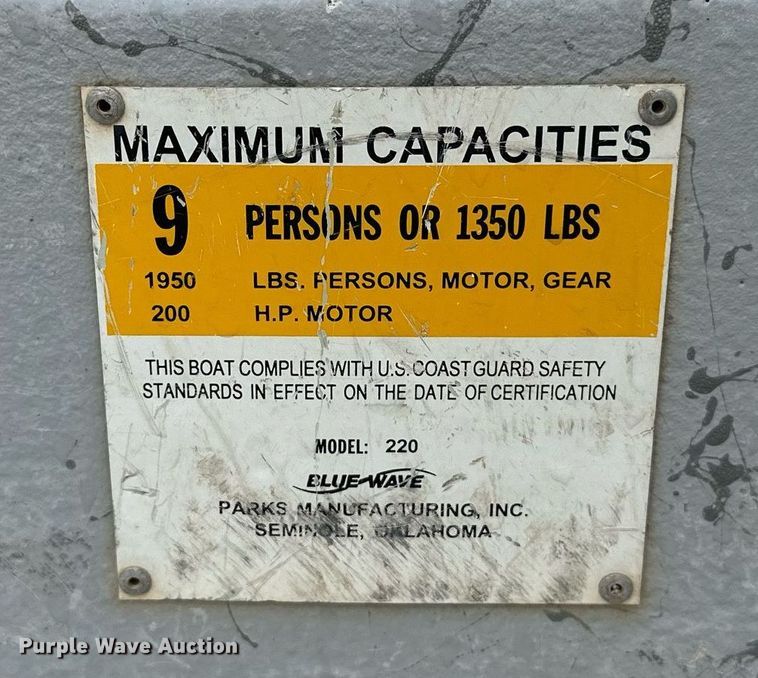 MAXIMUM CAPACITIES
9 PERSONS OR 1350 LBS
1950 LBS. PERSONS, MOTOR, GEAR
200 H.P. MOTOR
THIS BOAT COMPLIES WITH U.S. COAST GUARD SAFETY
STANDARDS IN EFFECT ON THE DATE OF CERTIFICATION
MODEL: 220
BLUE WAVE
PARKS MANUFACTURING, INC.
SEMINOLE, OKLAHOMA
Purple Wave Auction